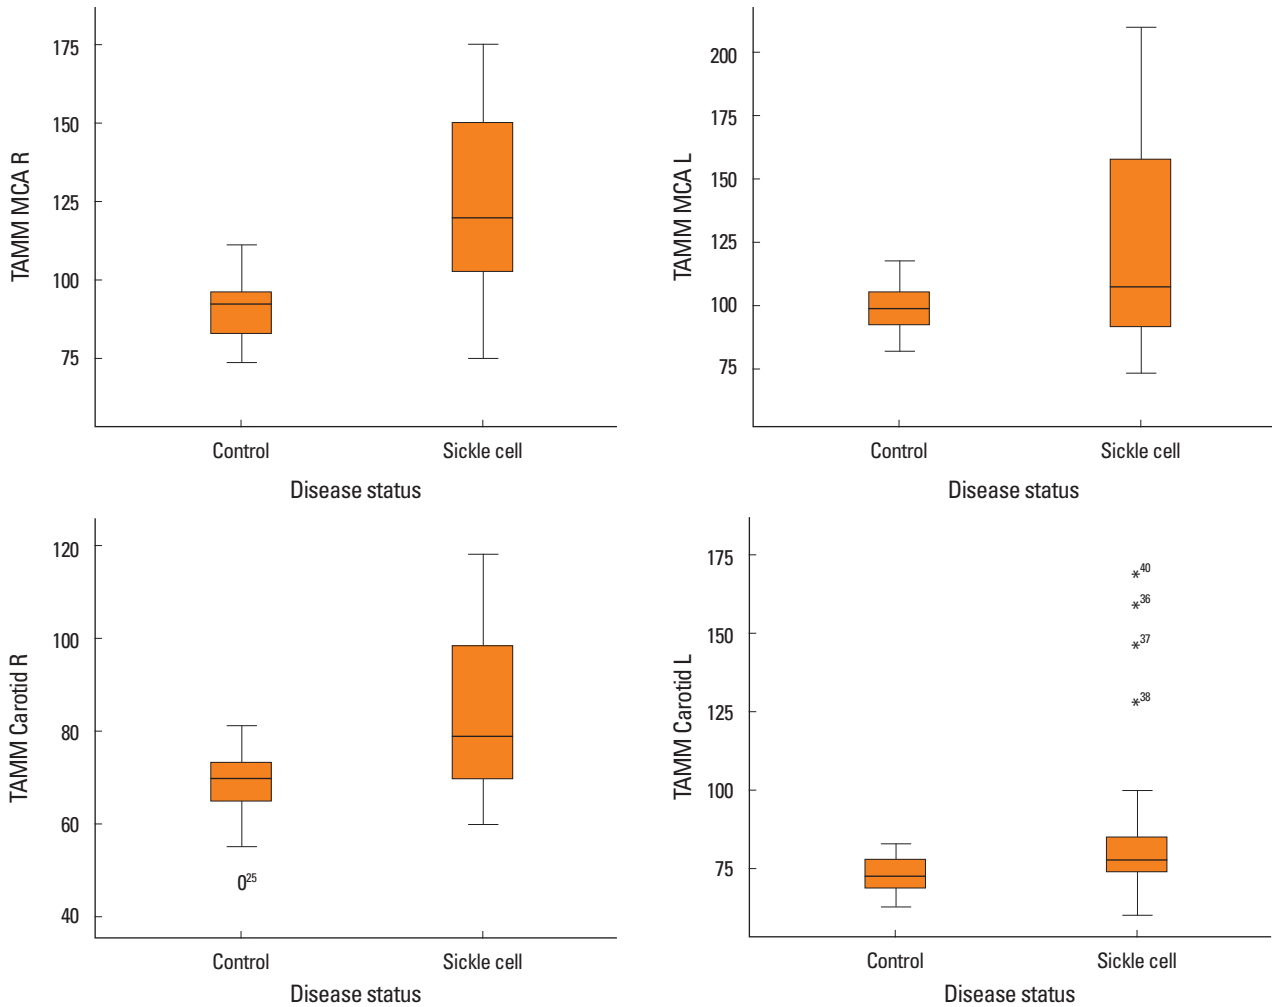 TAMM MCA R
175
150
125
100
75
Control Sickle cell
Disease status
TAMM MCA L
200
175
150
125
100
75
Control Sickle cell
Disease status
TAMM Carotid R
120
100
80
60
40
0²⁵
Control Sickle cell
Disease status
TAMM Carotid L
175
150
125
100
75
*⁴⁰
*³⁶
*³⁷
*³⁸
Control Sickle cell
Disease status